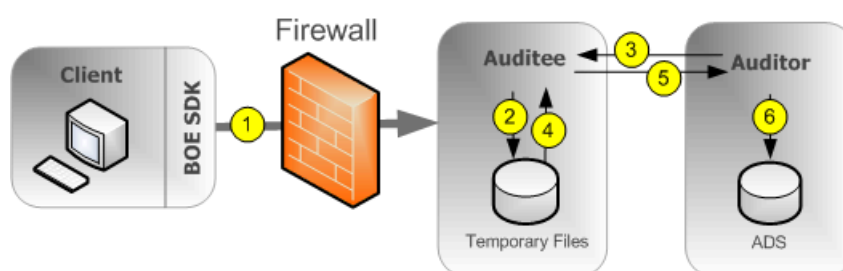 Firewall
Client
BOE SDK
1
Auditee
3
5
Auditor
2
4
6
Temporary Files
ADS